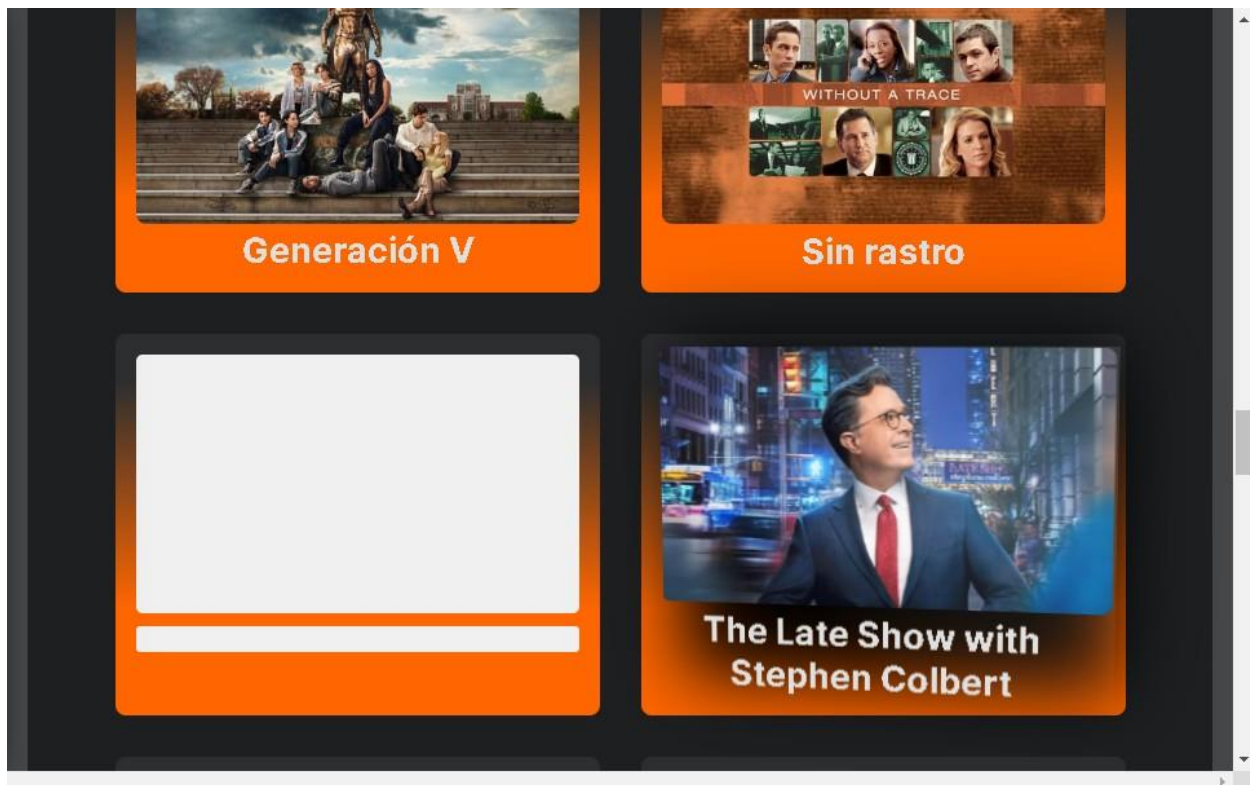 WITHOUT A TRACE
Generación V
Sin rastro
The Late Show with
Stephen Colbert